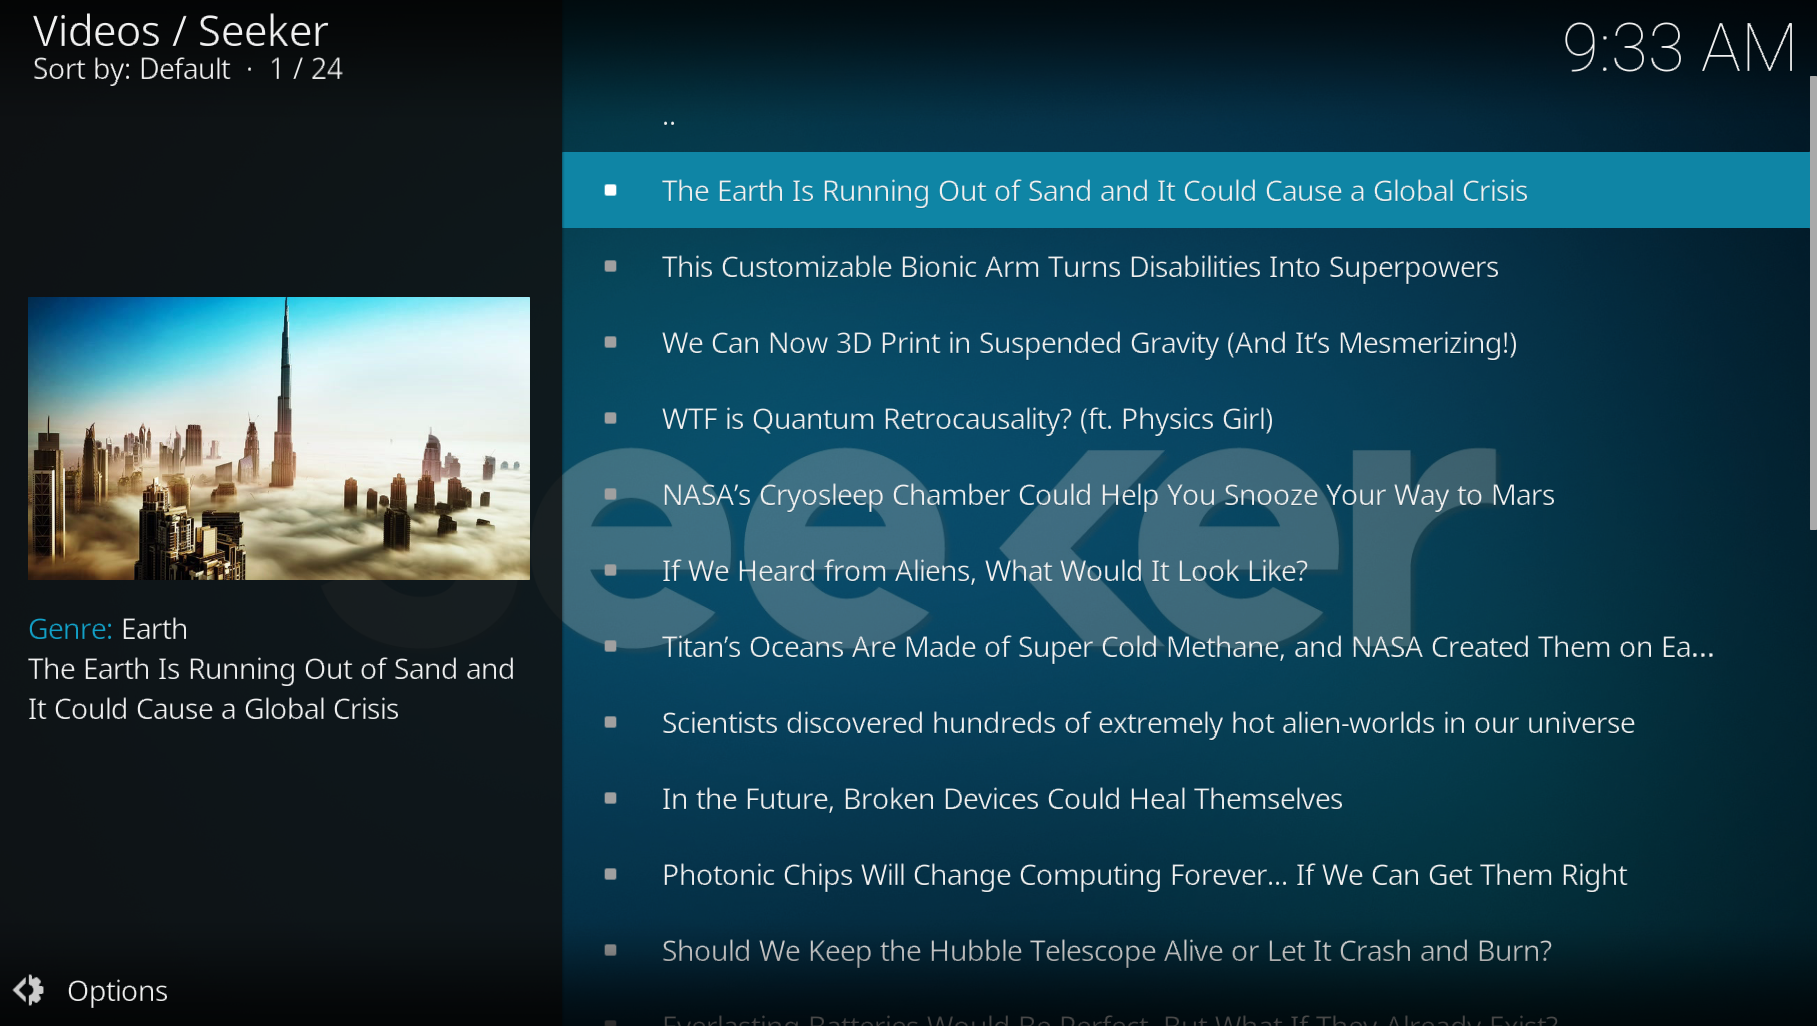 Videos / Seeker
Sort by: Default · 1 / 24
9:33 AM
..
The Earth Is Running Out of Sand and It Could Cause a Global Crisis
This Customizable Bionic Arm Turns Disabilities Into Superpowers
We Can Now 3D Print in Suspended Gravity (And It’s Mesmerizing!)
WTF is Quantum Retrocausality? (ft. Physics Girl)
NASA’s Cryosleep Chamber Could Help You Snooze Your Way to Mars
If We Heard from Aliens, What Would It Look Like?
Titan’s Oceans Are Made of Super Cold Methane, and NASA Created Them on Ea...
Scientists discovered hundreds of extremely hot alien-worlds in our universe
In the Future, Broken Devices Could Heal Themselves
Photonic Chips Will Change Computing Forever... If We Can Get Them Right
Should We Keep the Hubble Telescope Alive or Let It Crash and Burn?
Everlasting Batteries Would Be Perfect, But What If They Already Exist?
seeker
Genre: Earth
The Earth Is Running Out of Sand and
It Could Cause a Global Crisis
Options